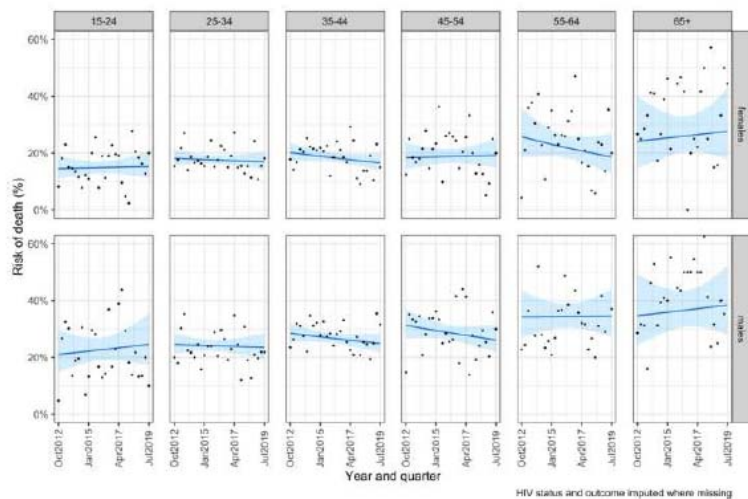 15-24 25-34 35-44 45-54 55-64 65+
60%
40%
20%
0%
females
Risk of death (%)
60%
40%
20%
0%
males
Oct2012 Jan2015 Apr2017 Jul2019 Oct2012 Jan2015 Apr2017 Jul2019 Oct2012 Jan2015 Apr2017 Jul2019 Oct2012 Jan2015 Apr2017 Jul2019 Oct2012 Jan2015 Apr2017 Jul2019 Oct2012 Jan2015 Apr2017 Jul2019
Year and quarter
HIV status and outcome imputed where missing